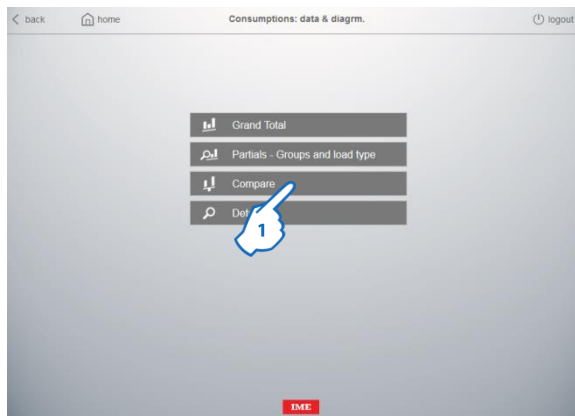 back home Consumptions: data & diagrm. logout
Grand Total
Partials - Groups and load type
Compare
1
IME